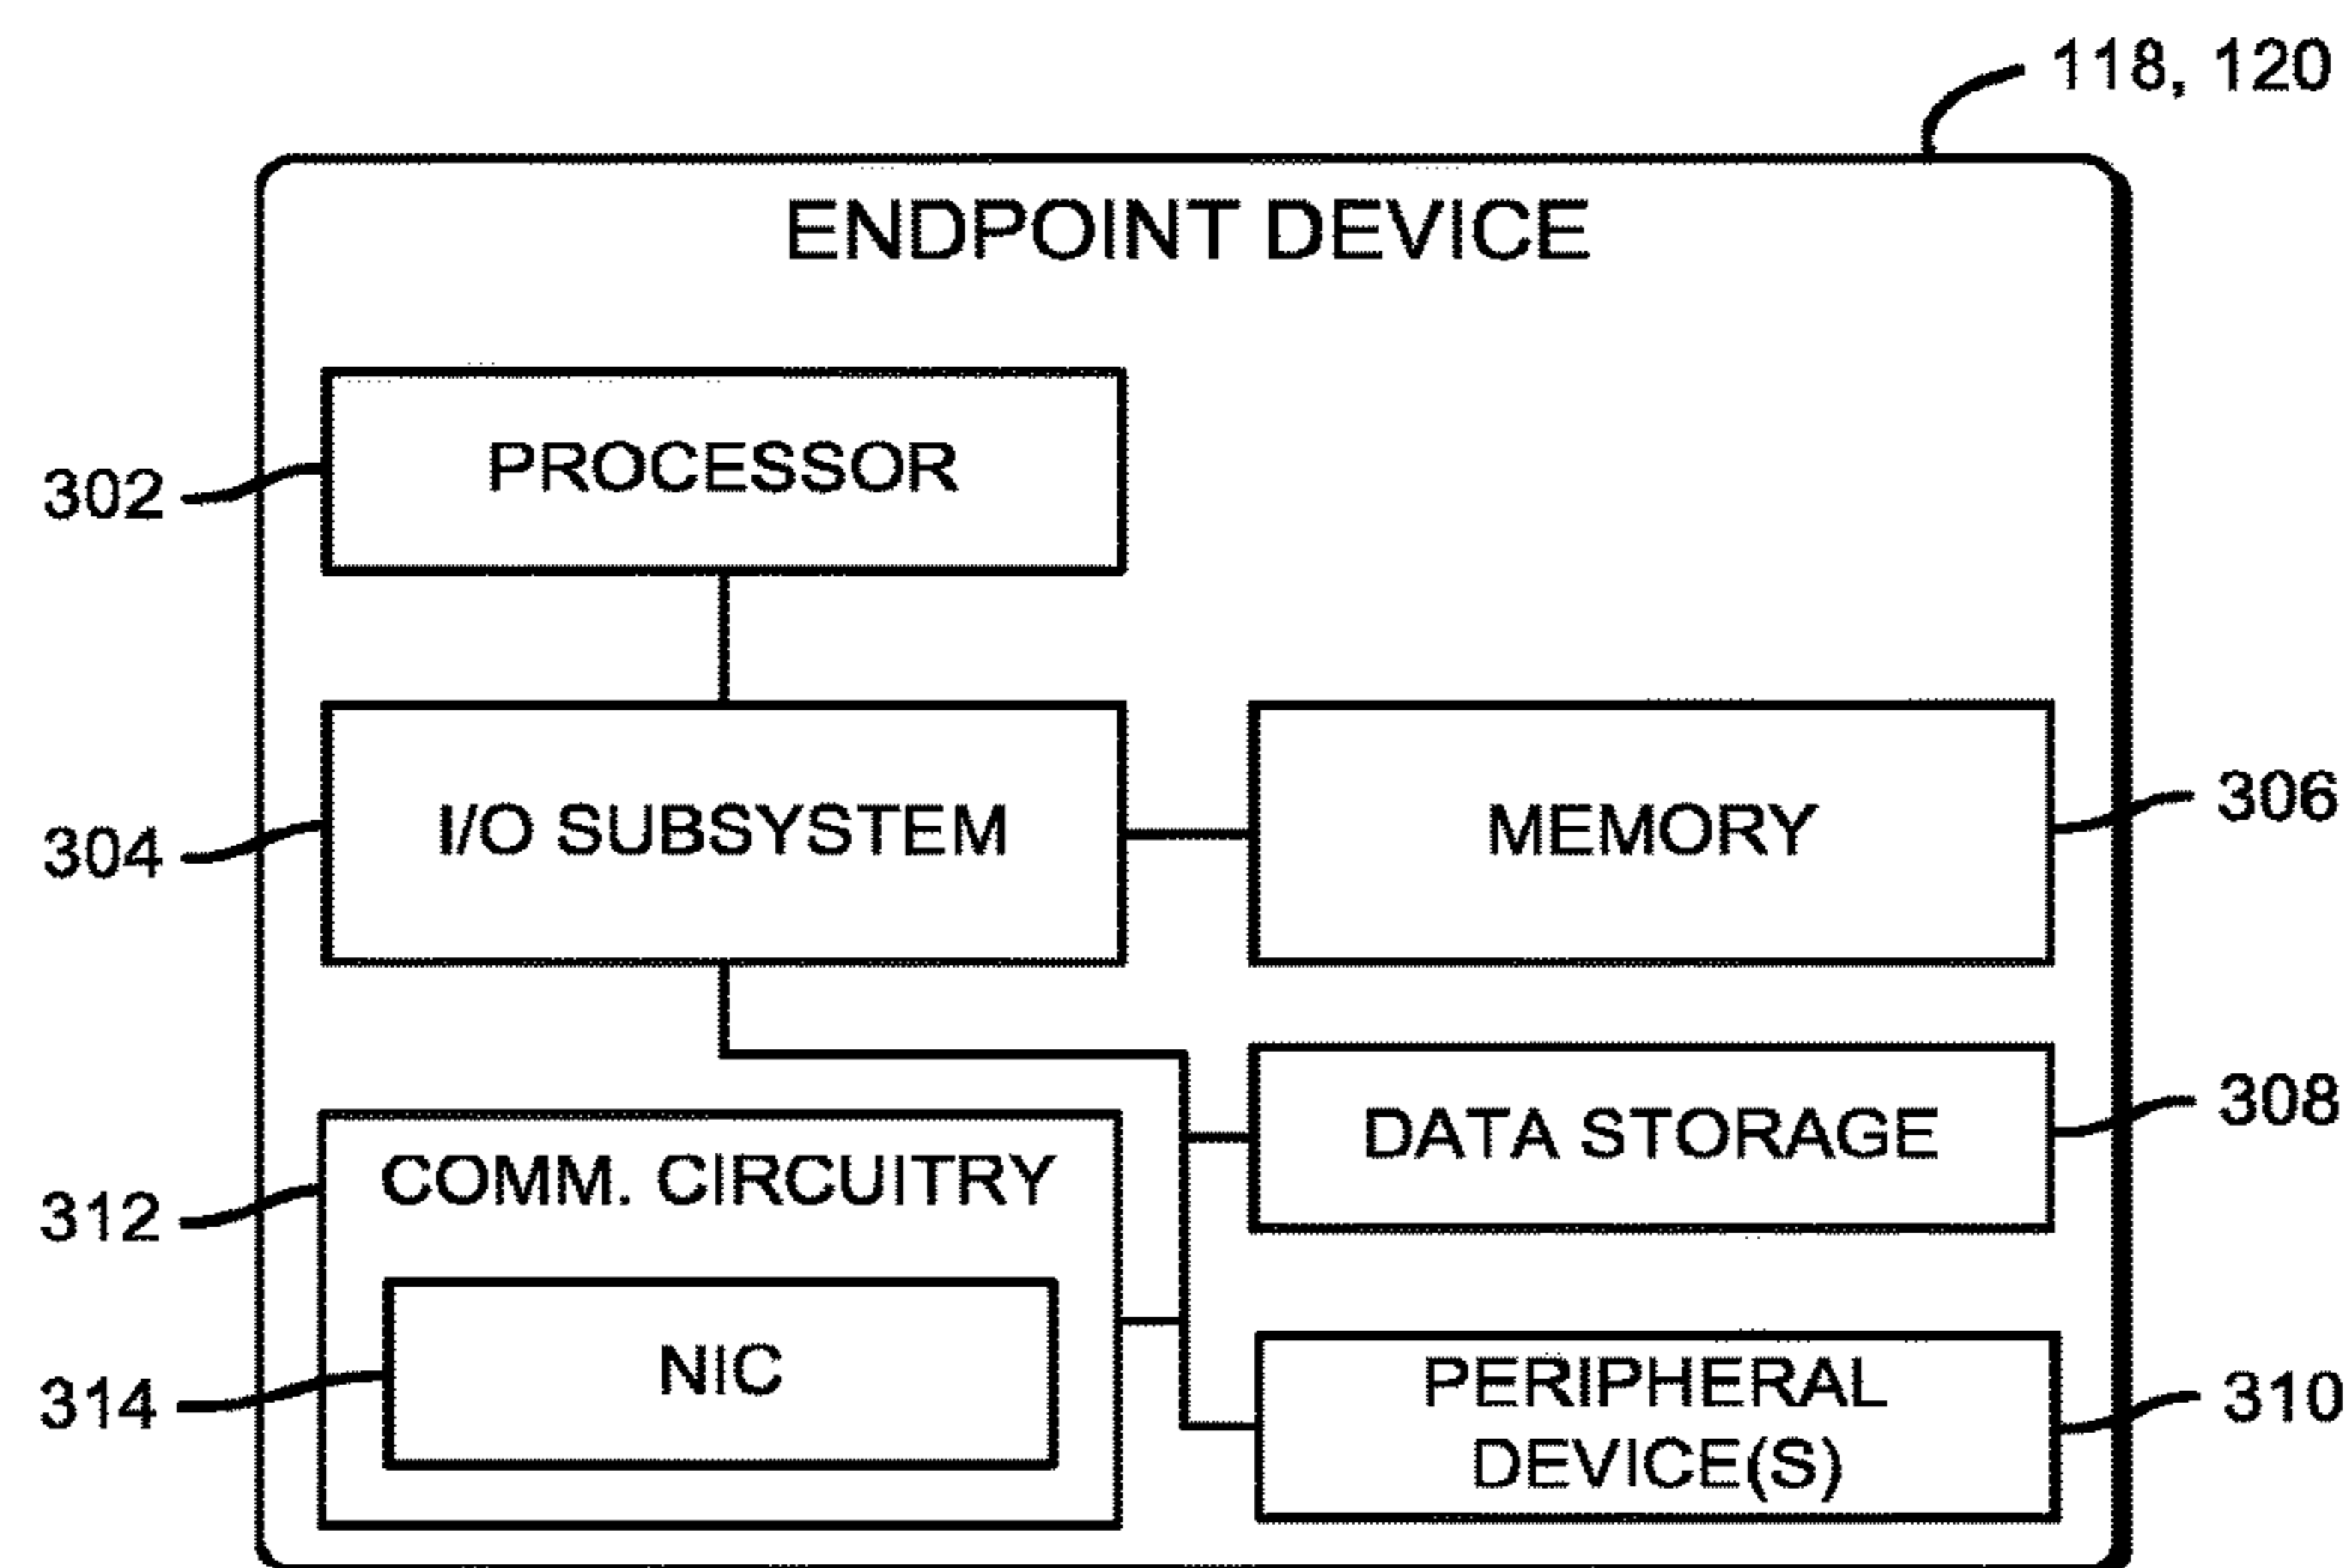 118, 120
ENDPOINT DEVICE
302
PROCESSOR
304
I/O SUBSYSTEM
MEMORY
306
DATA STORAGE
308
312
COMM. CIRCUITRY
314
NIC
PERIPHERAL
DEVICE(S)
310